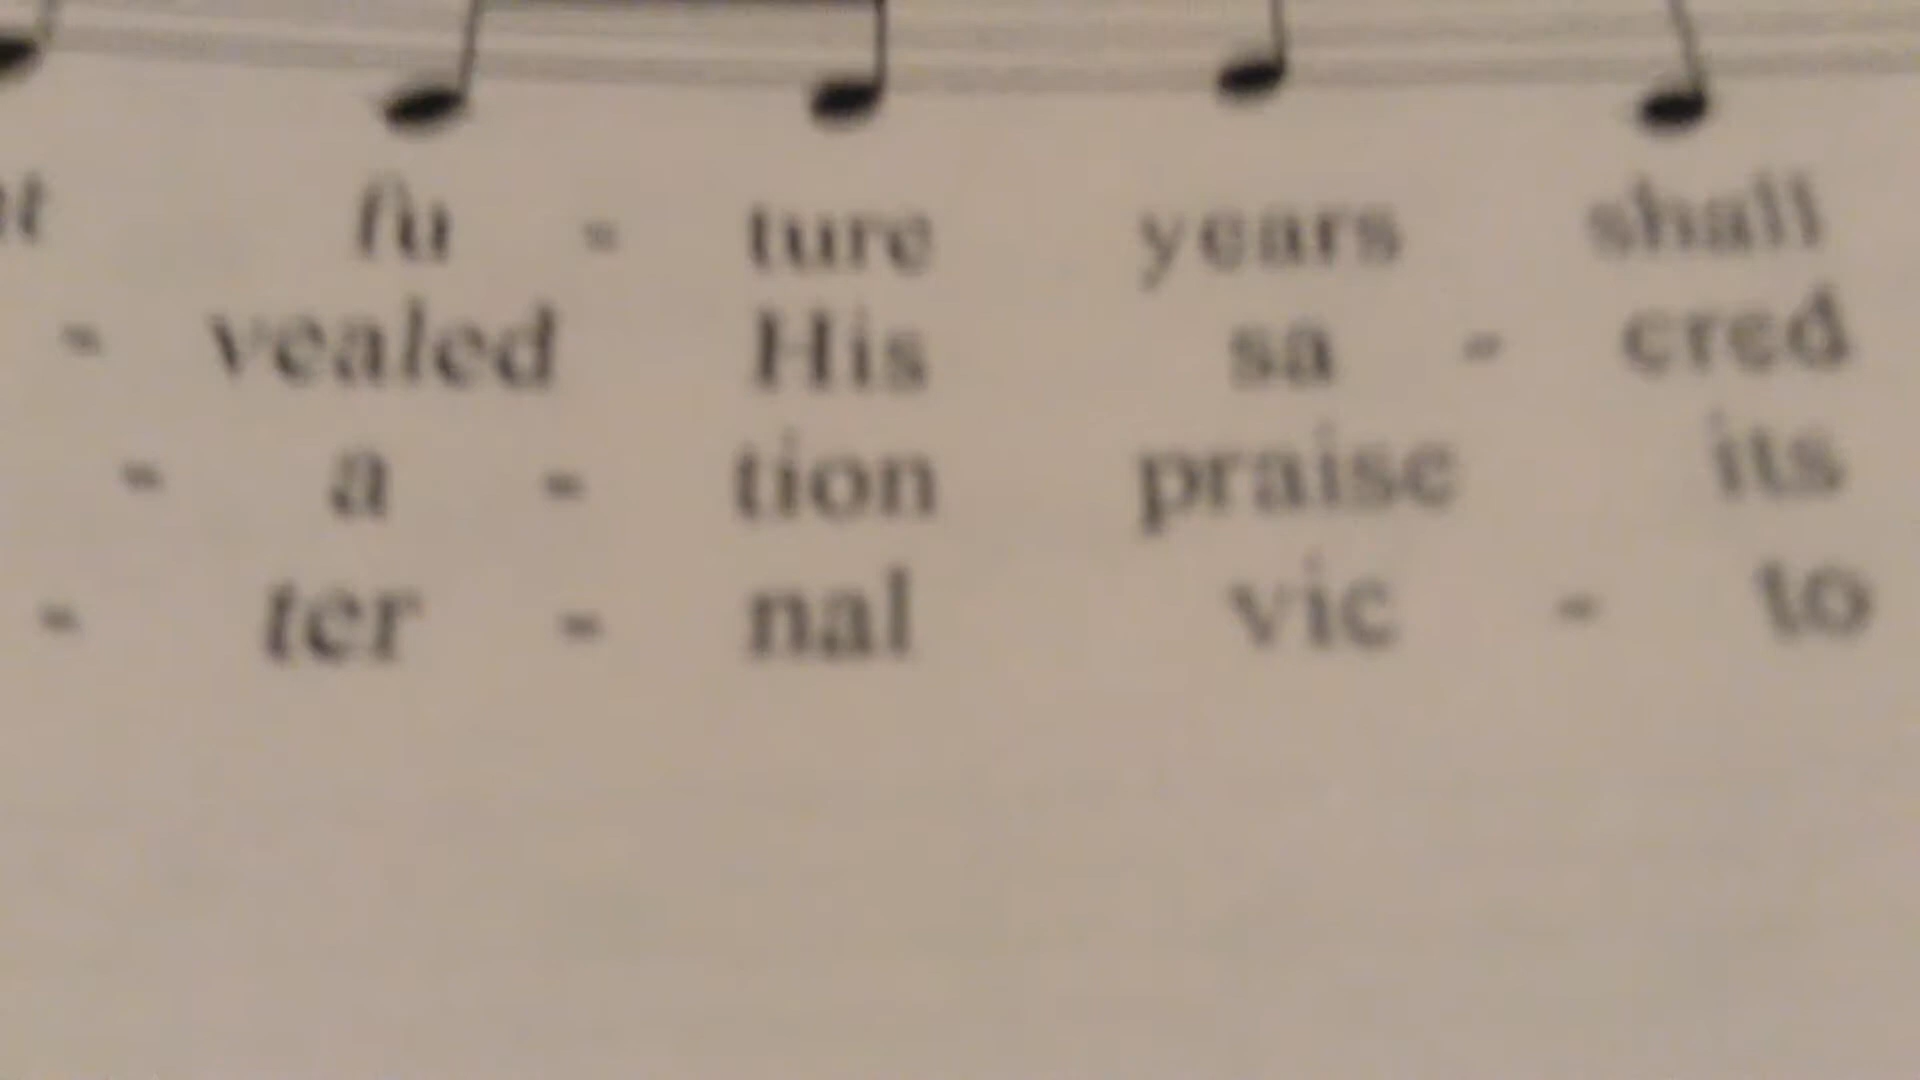 t fu - ture years shall
- vealed His sa - cred
- a - tion praise its
- ter - nal vic - to